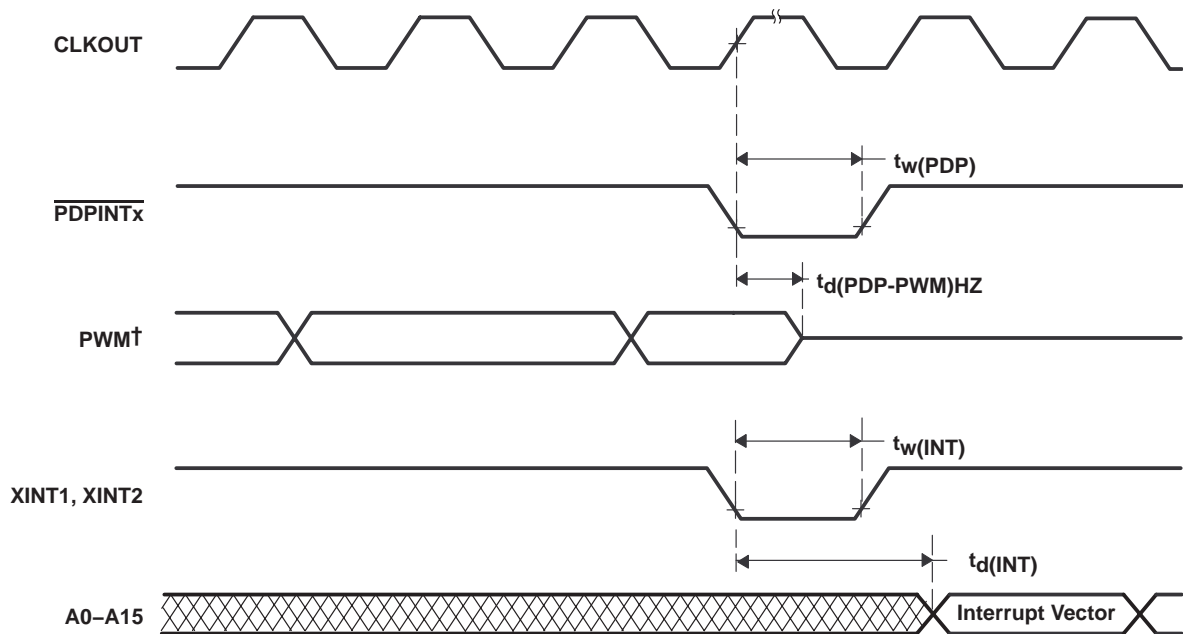 CLKOUT
tw(PDP)
PDPINTx
td(PDP-PWM)HZ
PWM†
tw(INT)
XINT1, XINT2
td(INT)
A0–A15
Interrupt Vector